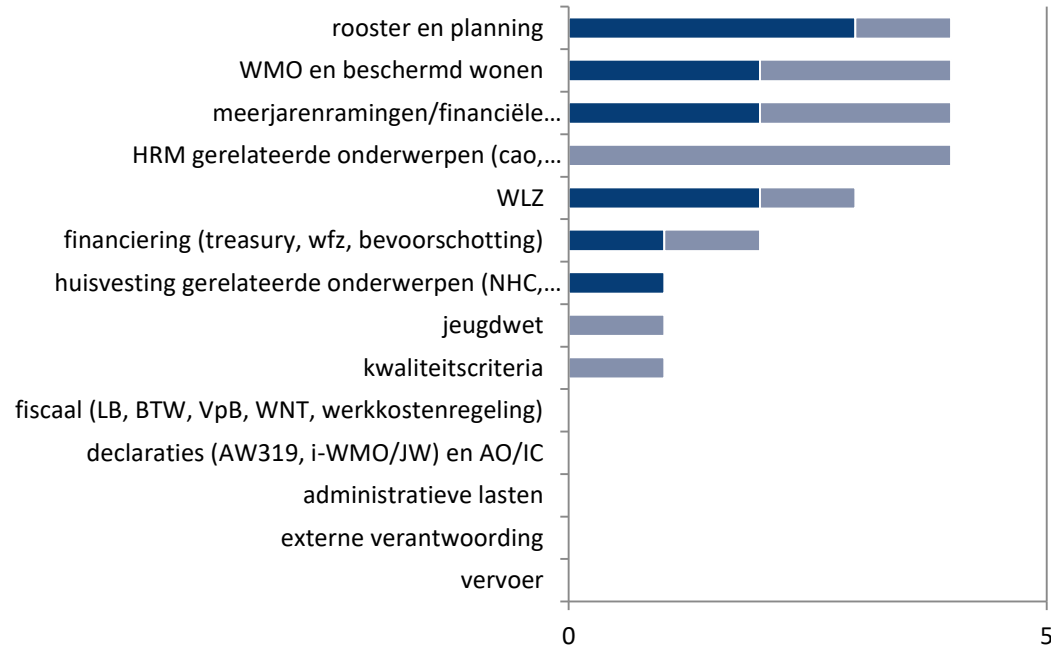 rooster en planning
WMO en beschermd wonen
meerjarenramingen/financiële...
HRM gerelateerde onderwerpen (cao,...
WLZ
financiering (treasury, wfz, bevoorschotting)
huisvesting gerelateerde onderwerpen (NHC,...
jeugdwet
kwaliteitscriteria
fiscaal (LB, BTW, VpB, WNT, werkkostenregeling)
declaraties (AW319, i-WMO/JW) en AO/IC
administratieve lasten
externe verantwoording
vervoer
0 5